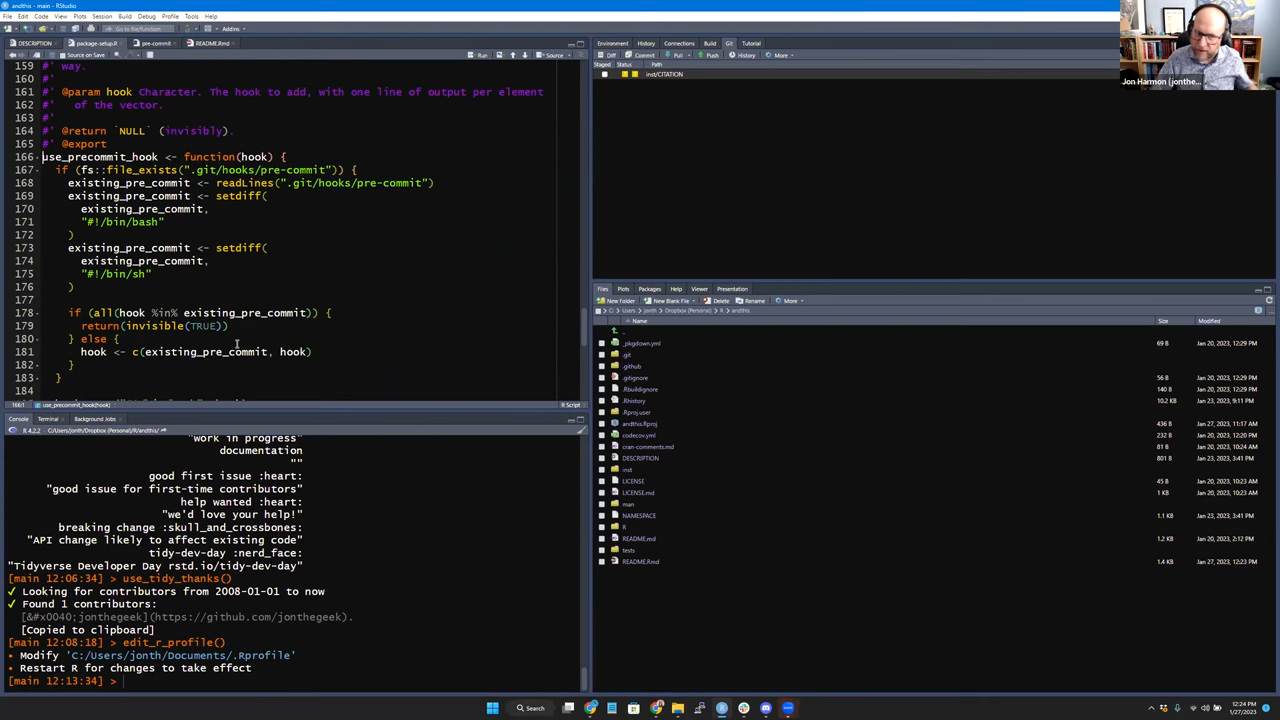 andthis - main - RStudio
File Edit Code View Plots Session Build Debug Profile Tools Help
Go to file/function Addins
DESCRIPTION package-setup.R pre-commit README.Rmd
Source on Save Run Source
159 #' way.
160 #'
161 #' @param hook Character. The hook to add, with one line of output per element
162 #'   of the vector.
163 #'
164 #' @return `NULL` (invisibly).
165 #' @export
166 use_precommit_hook <- function(hook) {
167   if (fs::file_exists(".git/hooks/pre-commit")) {
168     existing_pre_commit <- readLines(".git/hooks/pre-commit")
169     existing_pre_commit <- setdiff(
170       existing_pre_commit,
171       "#!/bin/bash"
172     )
173     existing_pre_commit <- setdiff(
174       existing_pre_commit,
175       "#!/bin/sh"
176     )
177
178     if (all(hook %in% existing_pre_commit)) {
179       return(invisible(TRUE))
180     } else {
181       hook <- c(existing_pre_commit, hook)
182     }
183   }
184
166:1 use_precommit_hook(hook) R Script
Console Terminal Background Jobs
R 4.2.2 · C:/Users/jonth/Dropbox (Personal)/R/andthis/
"work in progress"
documentation
""
good first issue :heart:
"good issue for first-time contributors"
help wanted :heart:
"we'd love your help!"
breaking change :skull_and_crossbones:
"API change likely to affect existing code"
tidy-dev-day :nerd_face:
"Tidyverse Developer Day rstd.io/tidy-dev-day"
[main 12:06:34] > use_tidy_thanks()
✔ Looking for contributors from 2008-01-01 to now
✔ Found 1 contributors:
[&#x0040;jonthegeek](https://github.com/jonthegeek).
[Copied to clipboard]
[main 12:08:18] > edit_r_profile()
• Modify 'C:/Users/jonth/Documents/.Rprofile'
• Restart R for changes to take effect
[main 12:13:34] >
Environment History Connections Build Git Tutorial
Diff Commit Pull Push History More
Staged Status Path
inst/CITATION
Files Plots Packages Help Viewer Presentation
New Folder New Blank File Delete Rename More
C: Users jonth Dropbox (Personal) R andthis
Name Size Modified
..
_pkgdown.yml 69 B Jan 20, 2023, 12:29 PM
.git
.github
.gitignore 56 B Jan 20, 2023, 12:29 PM
.Rbuildignore 140 B Jan 20, 2023, 12:29 PM
.Rhistory 10.2 KB Jan 23, 2023, 9:11 PM
.Rproj.user
andthis.Rproj 436 B Jan 27, 2023, 11:17 AM
codecov.yml 232 B Jan 20, 2023, 12:20 PM
cran-comments.md 81 B Jan 20, 2023, 10:24 AM
DESCRIPTION 801 B Jan 23, 2023, 3:41 PM
inst
LICENSE 45 B Jan 20, 2023, 10:23 AM
LICENSE.md 1 KB Jan 20, 2023, 10:23 AM
man
NAMESPACE 1.1 KB Jan 23, 2023, 3:41 PM
R
README.md 1.2 KB Jan 20, 2023, 2:12 PM
tests
README.Rmd 1.4 KB Jan 27, 2023, 12:23 PM
Jon Harmon (jonthe...
Search
12:24 PM
1/27/2023